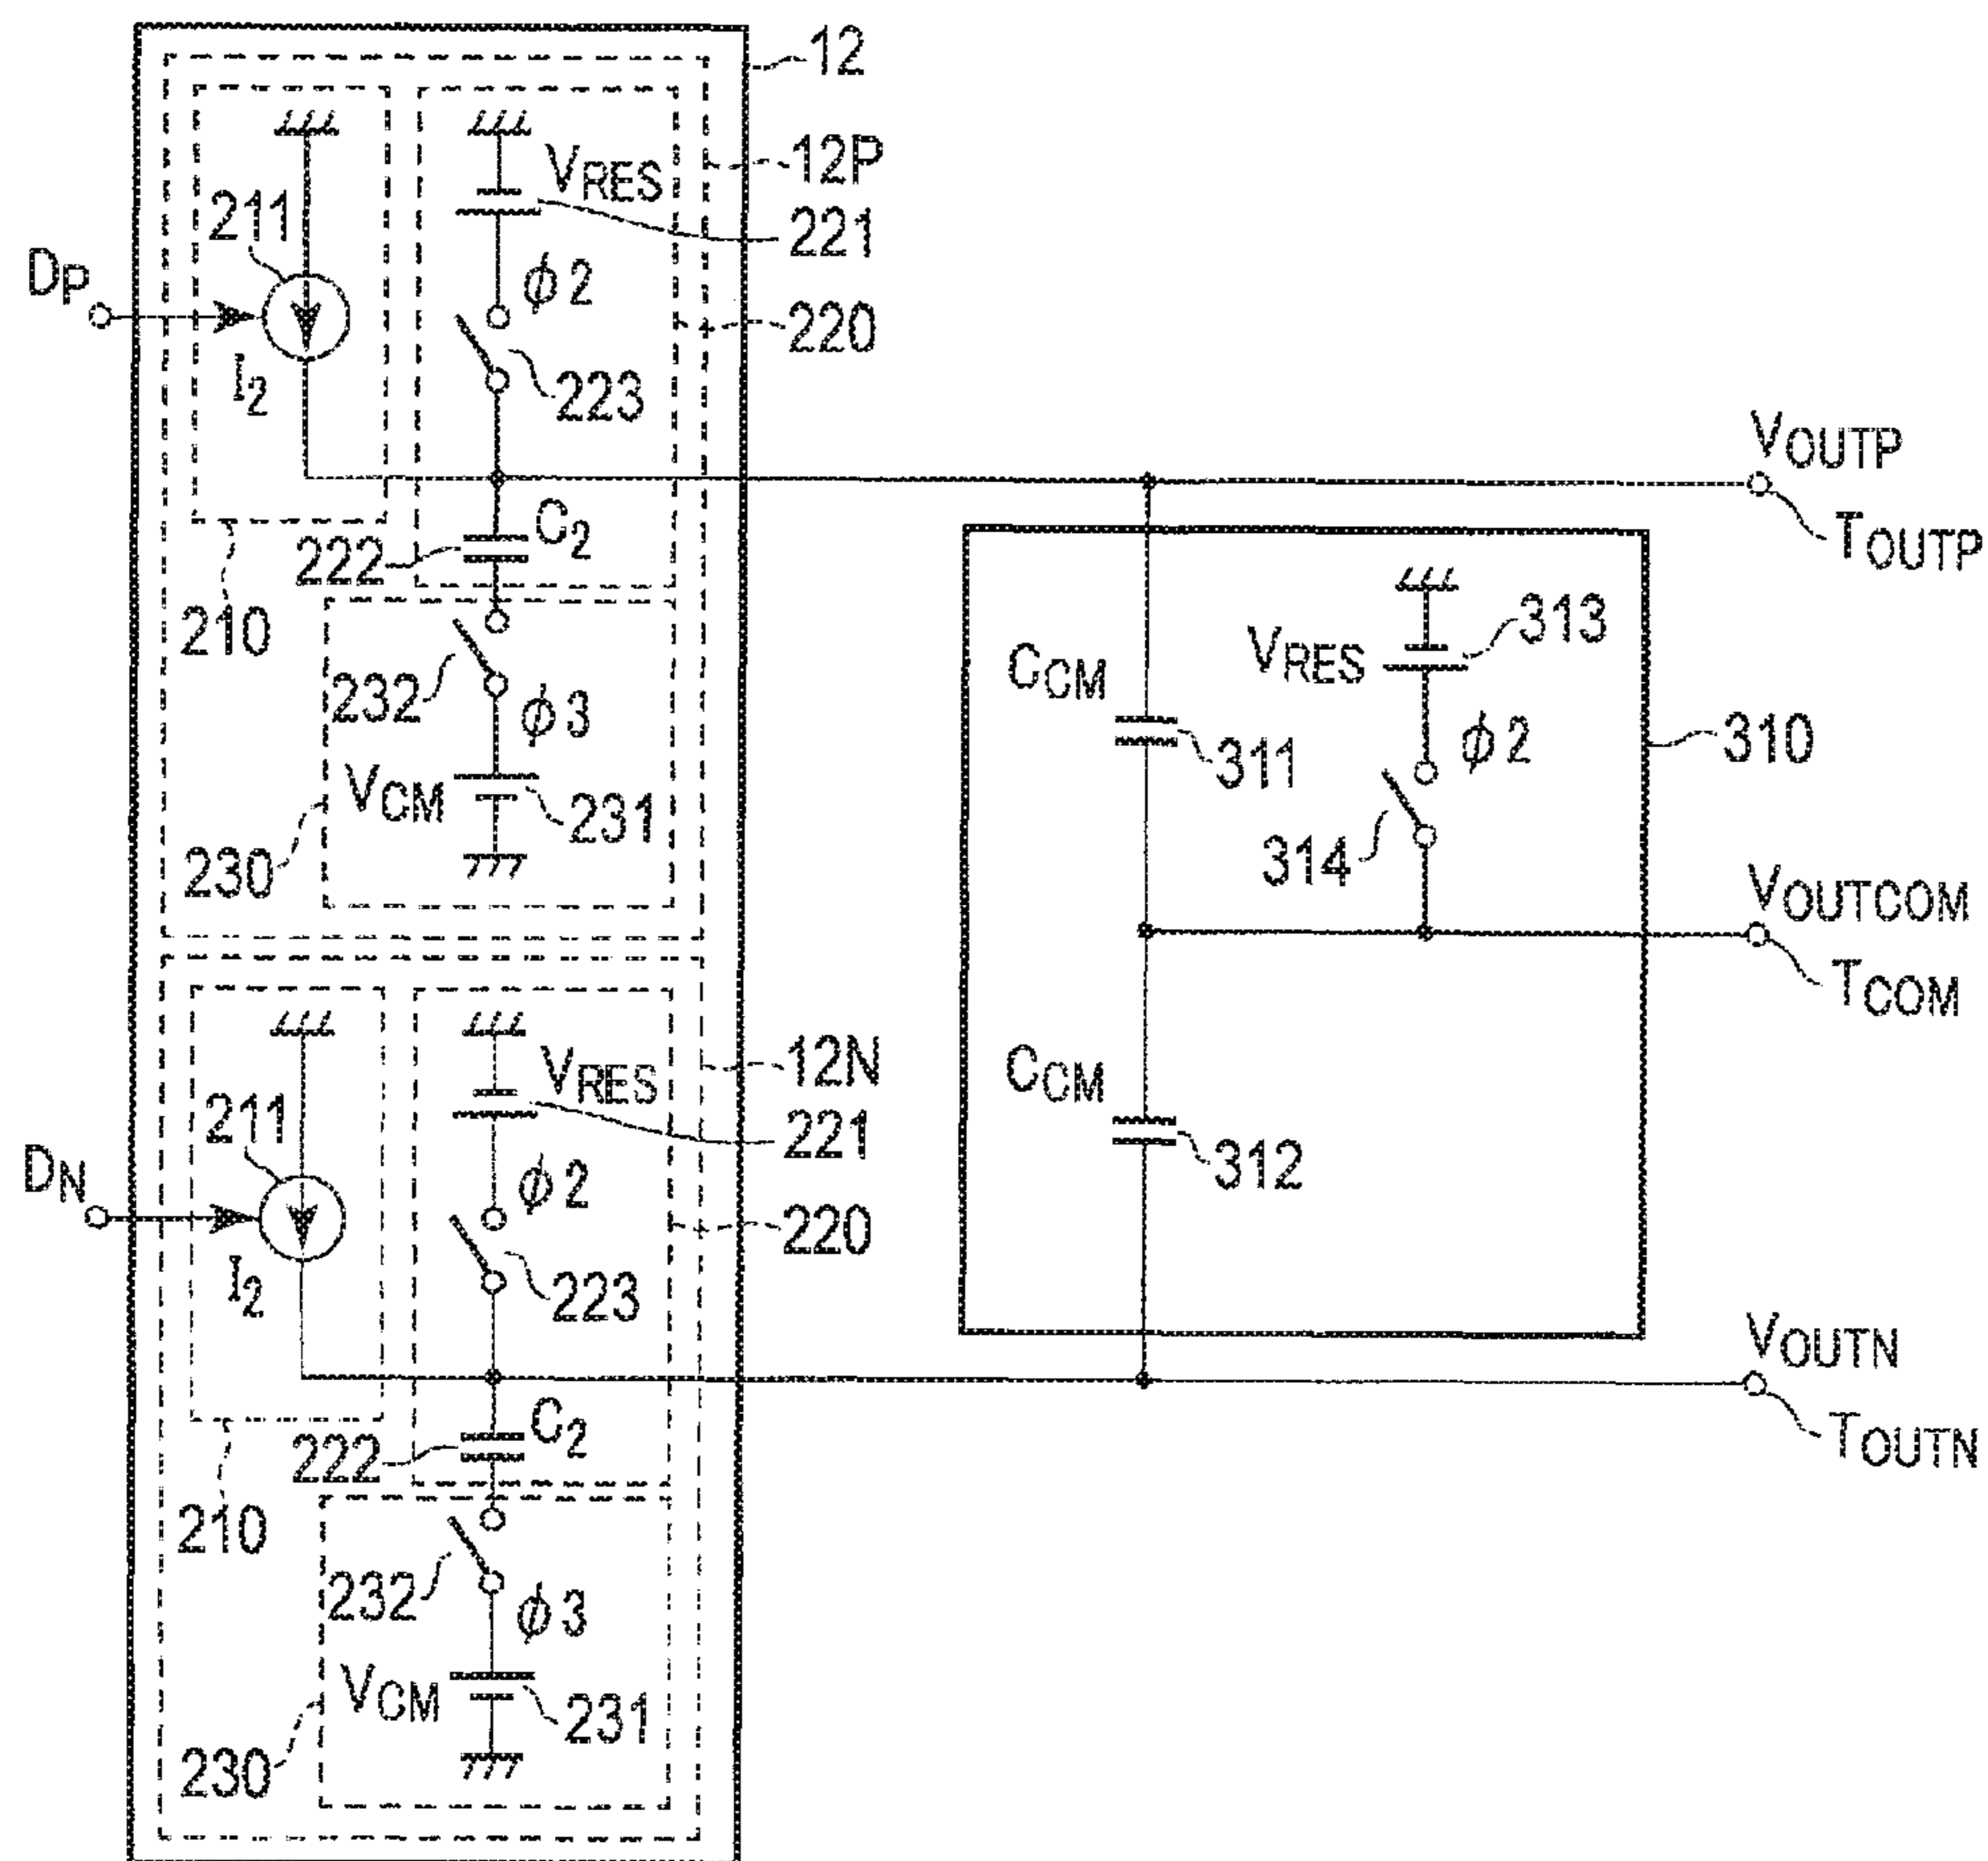 12
12P
VRES
221
211
DP
ϕ2
220
I2
223
VOUTP
C2
TOUTP
222
210
313
VRES
CCM
232
ϕ3
310
ϕ2
311
VCM
231
314
230
VOUTCOM
TCOM
12N
VRES
CCM
211
221
DN
ϕ2
312
220
I2
223
VOUTN
C2
TOUTN
222
210
232
ϕ3
VCM
231
230